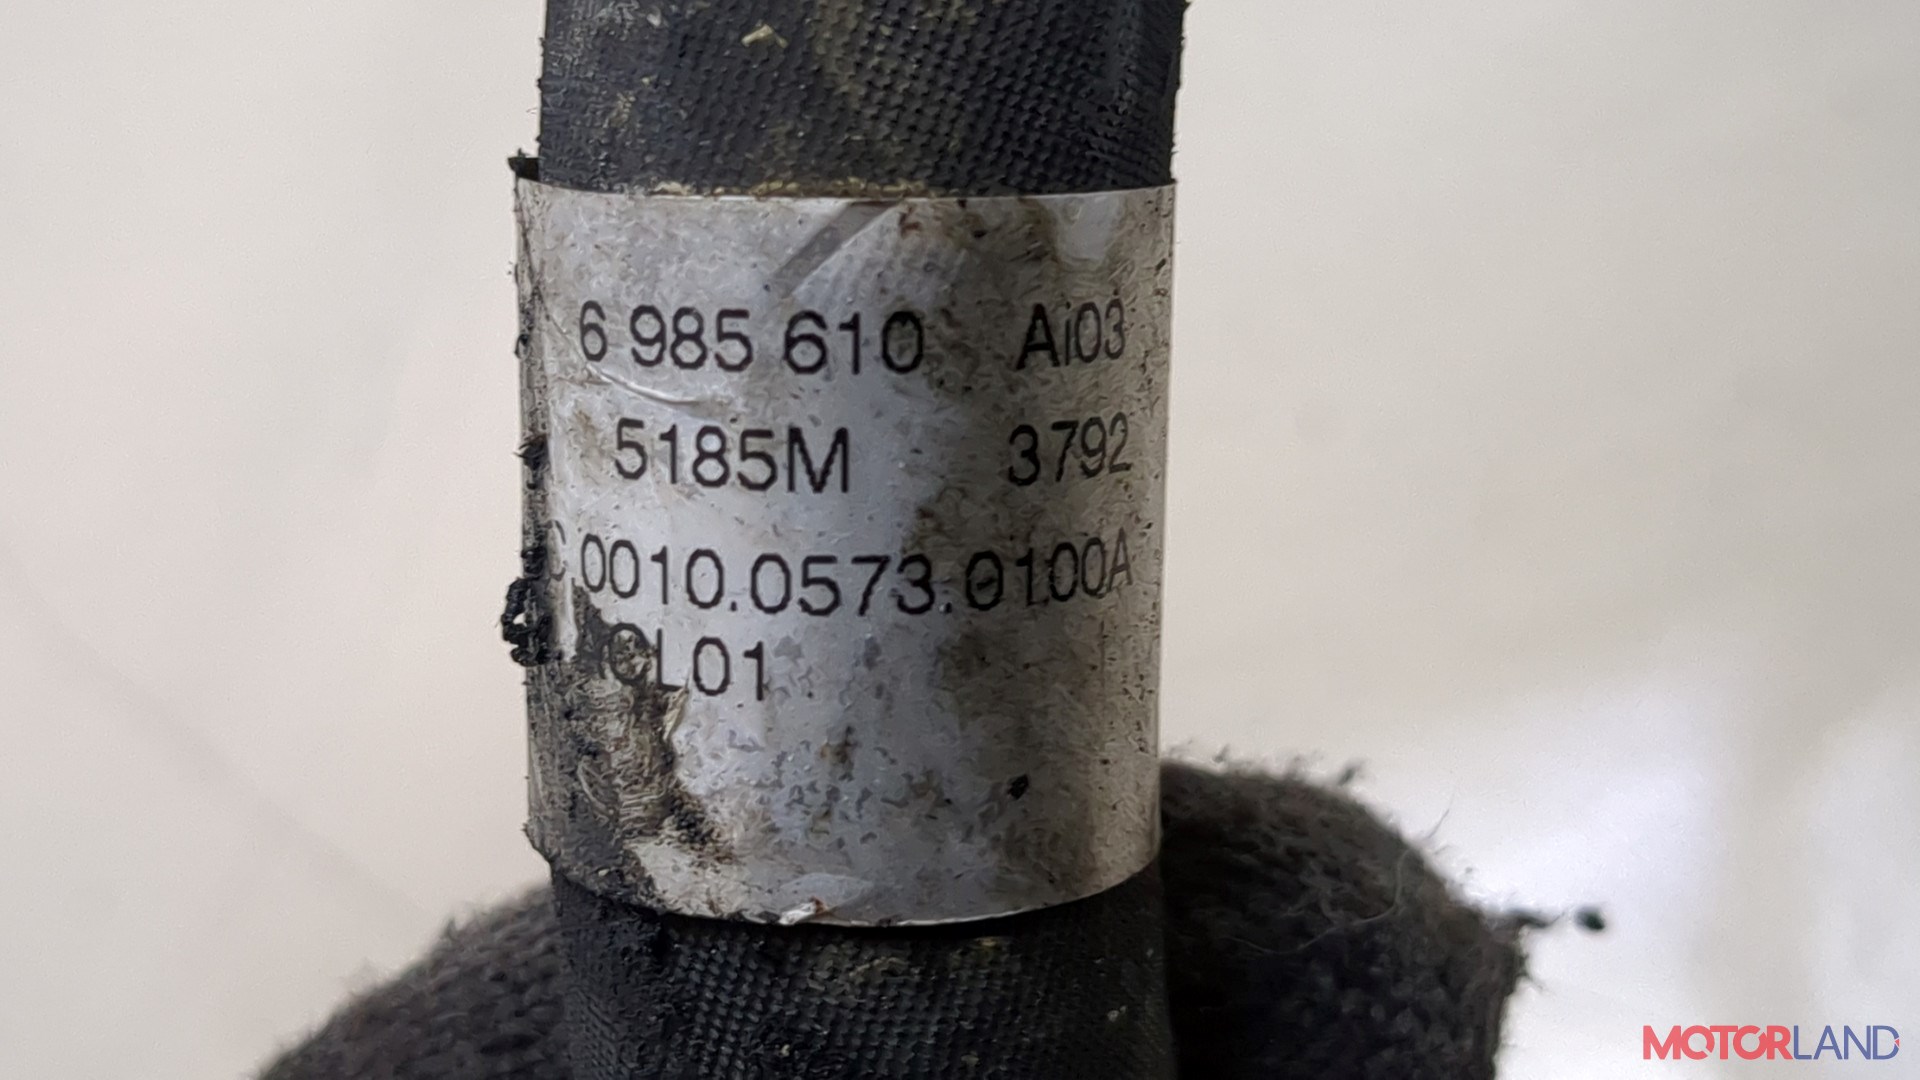 6 985 610 Ai03
5185M 3792
C.0010.0573.0100A
CL01
MOTORLAND